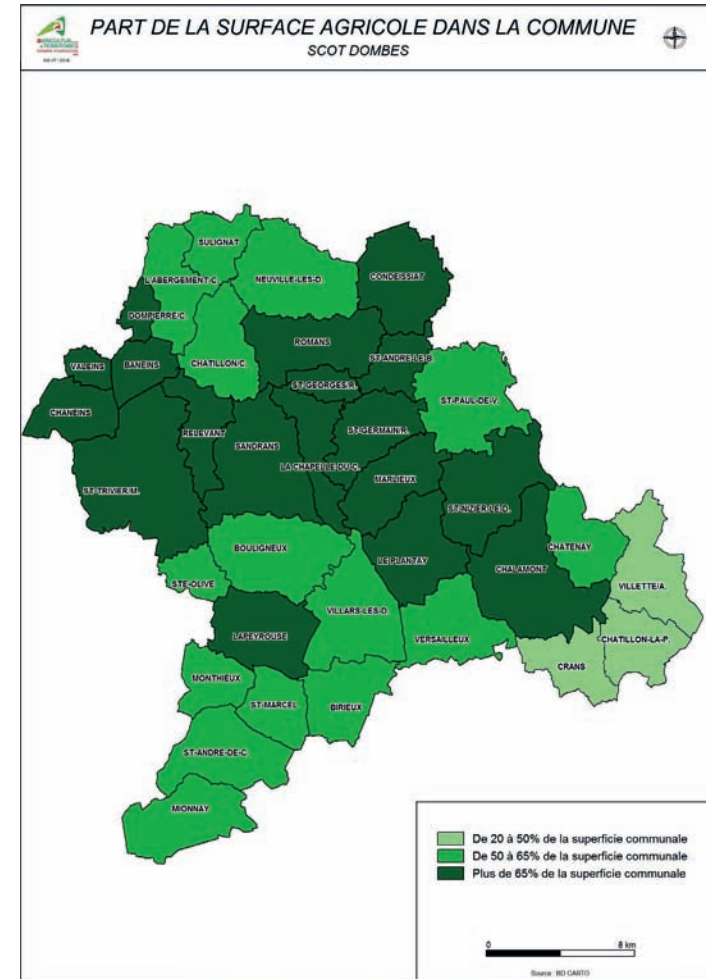 PART DE LA SURFACE AGRICOLE DANS LA COMMUNE
SCOT DOMBES
SULIGNAT
L'ABERGEMENT/C.
NEUVILLE-LES-D.
CONDEISSIAT
DOMPIERRE/C.
ROMANS
CHATILLON/C.
ST-ANDRE-LE-B.
VALEINS
BANEINS
ST-GEORGES/R.
ST-PAUL-DE-V.
CHANEINS
RELEVANT
ST-GERMAIN/R.
SANDRANS
LA CHAPELLE-DU-C.
MARLIEUX
ST-TRIVIER/M.
ST-NIZIER-LE-D.
BOULIGNEUX
LE PLANTAY
CHATENAY
CHALAMONT
STE-OLIVE
VILLETTE/A.
VILLARS-LES-D.
LAPEYROUSE
VERSAILLEUX
CHATILLON-LA-P.
CRANS
MONTHIEUX
ST-MARCEL
BIRIEUX
ST-ANDRE-DE-C.
MIONNAY
De 20 à 50% de la superficie communale
De 50 à 65% de la superficie communale
Plus de 65% de la superficie communale
0 8 km
Source : BD CARTO